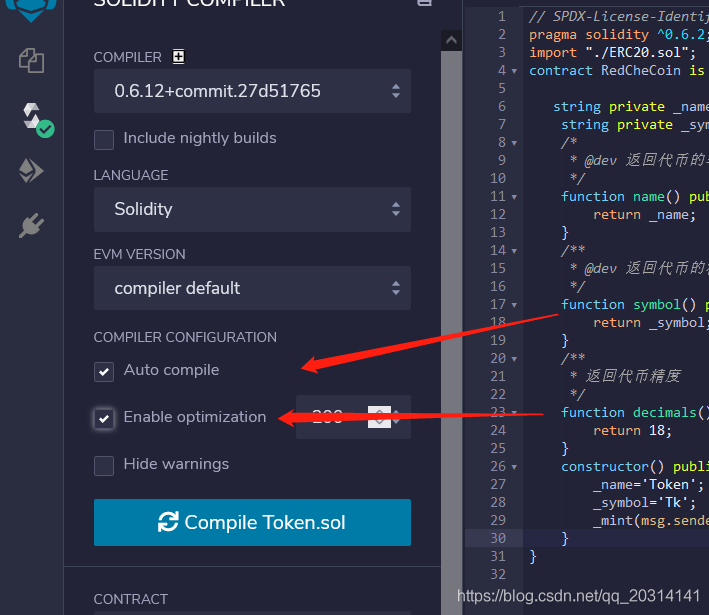 SOLIDITY COMPILER
COMPILER
0.6.12+commit.27d51765
Include nightly builds
LANGUAGE
Solidity
EVM VERSION
compiler default
COMPILER CONFIGURATION
Auto compile
Enable optimization
200
Hide warnings
Compile Token.sol
CONTRACT
1 // SPDX-License-Identif
2 pragma solidity ^0.6.2;
3 import "./ERC20.sol";
4 contract RedCheCoin is
5
6 string private _name
7 string private _sym
8 /*
9 * @dev 返回代币的
10 */
11 function name() pub
12 return _name;
13 }
14 /**
15 * @dev 返回代币的
16 */
17 function symbol() p
18 return _symbol;
19 }
20 /**
21 * 返回代币精度
22 */
23 function decimals()
24 return 18;
25 }
26 constructor() publi
27 _name='Token';
28 _symbol='Tk';
29 _mint(msg.sende
30 }
31 }
32
https://blog.csdn.net/qq_20314141